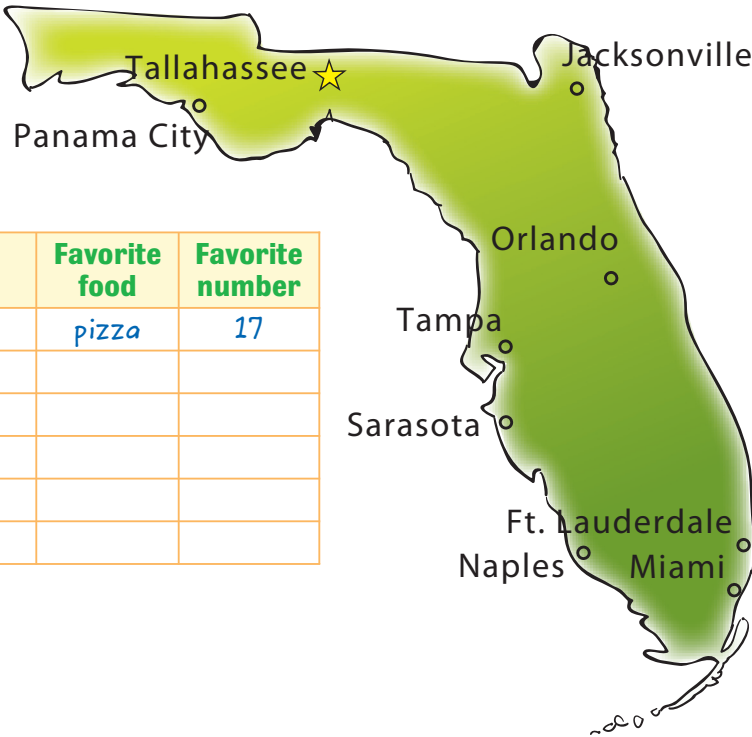 Jacksonville
Tallahassee
Panama City
Orlando
Favorite food
Favorite number
pizza 17
Tampa
Sarasota
Ft. Lauderdale
Naples
Miami